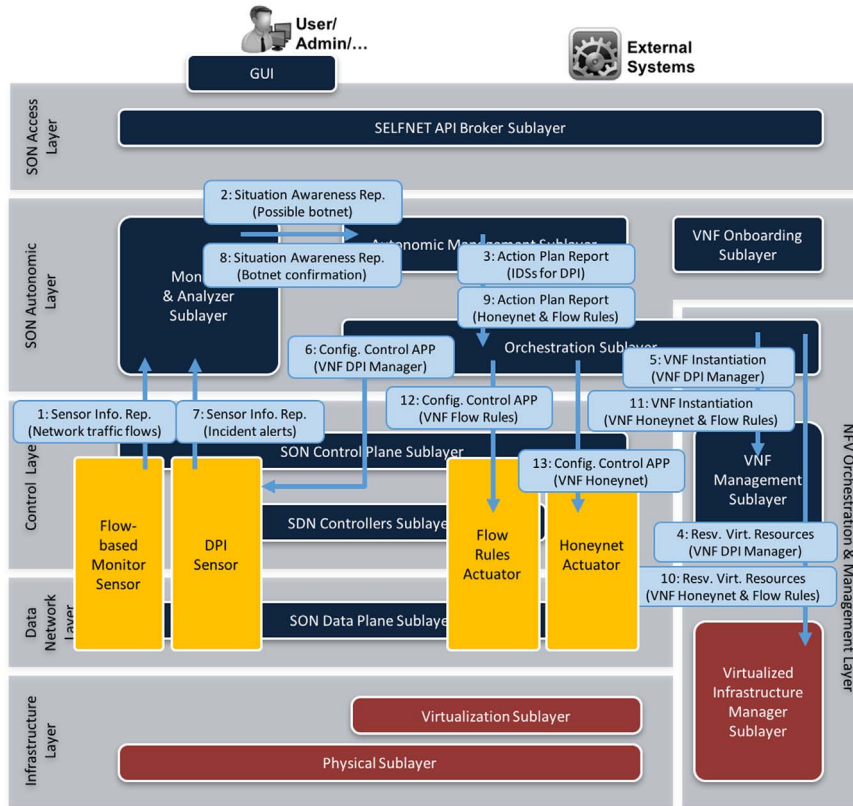 User/
Admin/...
External
Systems
GUI
SON Access
Layer
SELFNET API Broker Sublayer
SON Autonomic
Layer
2: Situation Awareness Rep.
(Possible botnet)
8: Situation Awareness Rep.
(Botnet confirmation)
& Analyzer
Sublayer
3: Action Plan Report
(IDSs for DPI)
9: Action Plan Report
(Honeynet & Flow Rules)
VNF Onboarding
Sublayer
Orchestration Sublayer
6: Config. Control APP
(VNF DPI Manager)
5: VNF Instantiation
(VNF DPI Manager)
11: VNF Instantiation
(VNF Honeynet & Flow Rules)
12: Config. Control APP
(VNF Flow Rules)
1: Sensor Info. Rep.
(Network traffic flows)
7: Sensor Info. Rep.
(Incident alerts)
Control Layer
SON Control Plane Sublayer
13: Config. Control APP
(VNF Honeynet)
VNF
Management
Sublayer
Flow-
based
Monitor
Sensor
DPI
Sensor
SDN Controllers Sublayer
Flow
Rules
Actuator
Honeynet
Actuator
4: Resv. Virt. Resources
(VNF DPI Manager)
10: Resv. Virt. Resources
(VNF Honeynet & Flow Rules)
NFV Orchestration & Management Layer
Data
Network
Layer
SON Data Plane Sublayer
Virtualized
Infrastructure
Manager
Sublayer
Infrastructure
Layer
Virtualization Sublayer
Physical Sublayer